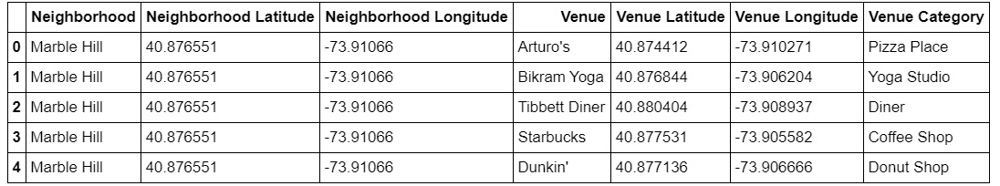 Neighborhood Neighborhood Latitude Neighborhood Longitude Venue Venue Latitude Venue Longitude Venue Category
0 Marble Hill 40.876551 -73.91066 Arturo's 40.874412 -73.910271 Pizza Place
1 Marble Hill 40.876551 -73.91066 Bikram Yoga 40.876844 -73.906204 Yoga Studio
2 Marble Hill 40.876551 -73.91066 Tibbett Diner 40.880404 -73.908937 Diner
3 Marble Hill 40.876551 -73.91066 Starbucks 40.877531 -73.905582 Coffee Shop
4 Marble Hill 40.876551 -73.91066 Dunkin' 40.877136 -73.906666 Donut Shop